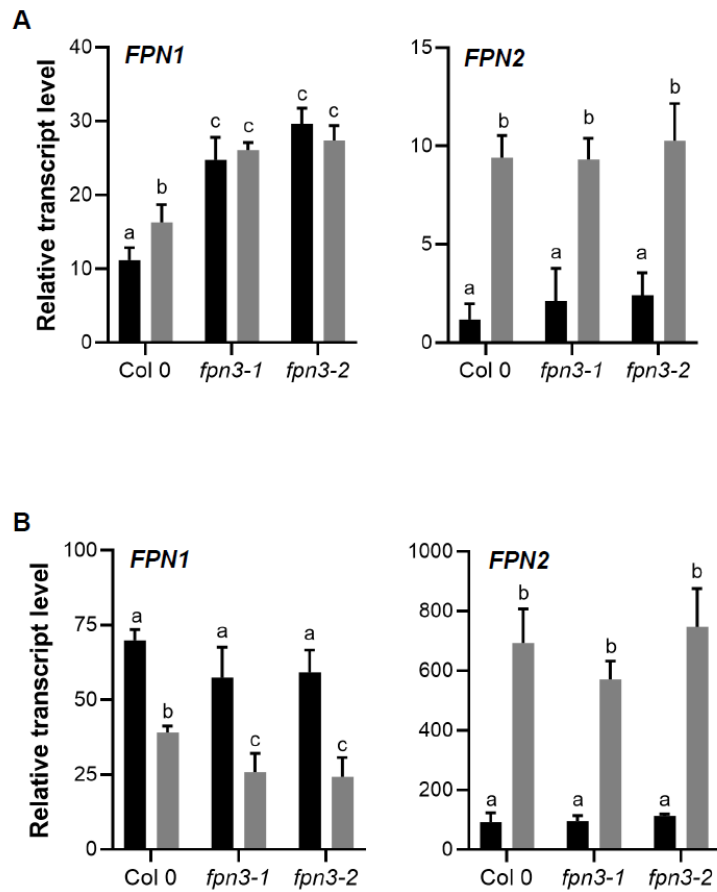 A
FPN1
FPN2
Relative transcript level
40
30
20
10
0
15
10
5
0
a
b
c
c
c
c
a
b
a
b
a
b
Col 0
fpn3-1
fpn3-2
Col 0
fpn3-1
fpn3-2
B
FPN1
FPN2
Relative transcript level
100
75
50
25
0
1000
800
600
400
200
0
a
b
a
c
a
c
a
b
a
b
a
b
Col 0
fpn3-1
fpn3-2
Col 0
fpn3-1
fpn3-2